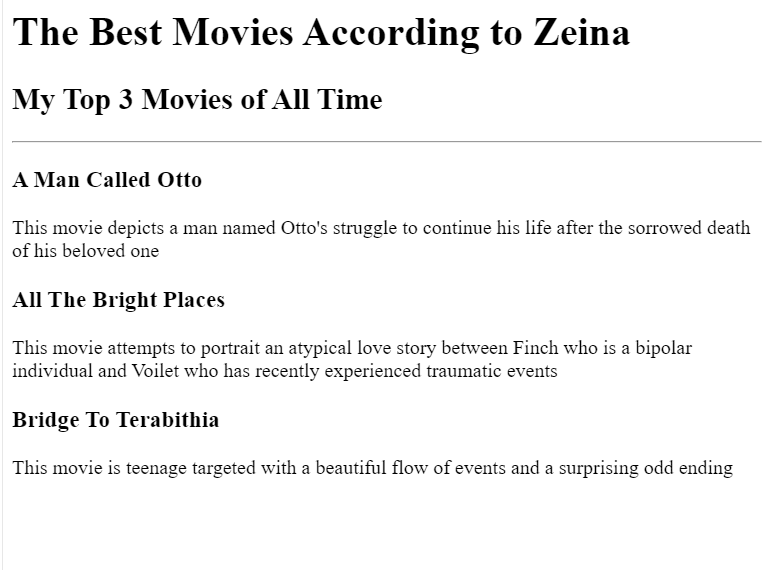 The Best Movies According to Zeina
My Top 3 Movies of All Time
A Man Called Otto
This movie depicts a man named Otto's struggle to continue his life after the sorrowed death
of his beloved one
All The Bright Places
This movie attempts to portrait an atypical love story between Finch who is a bipolar
individual and Voilet who has recently experienced traumatic events
Bridge To Terabithia
This movie is teenage targeted with a beautiful flow of events and a surprising odd ending